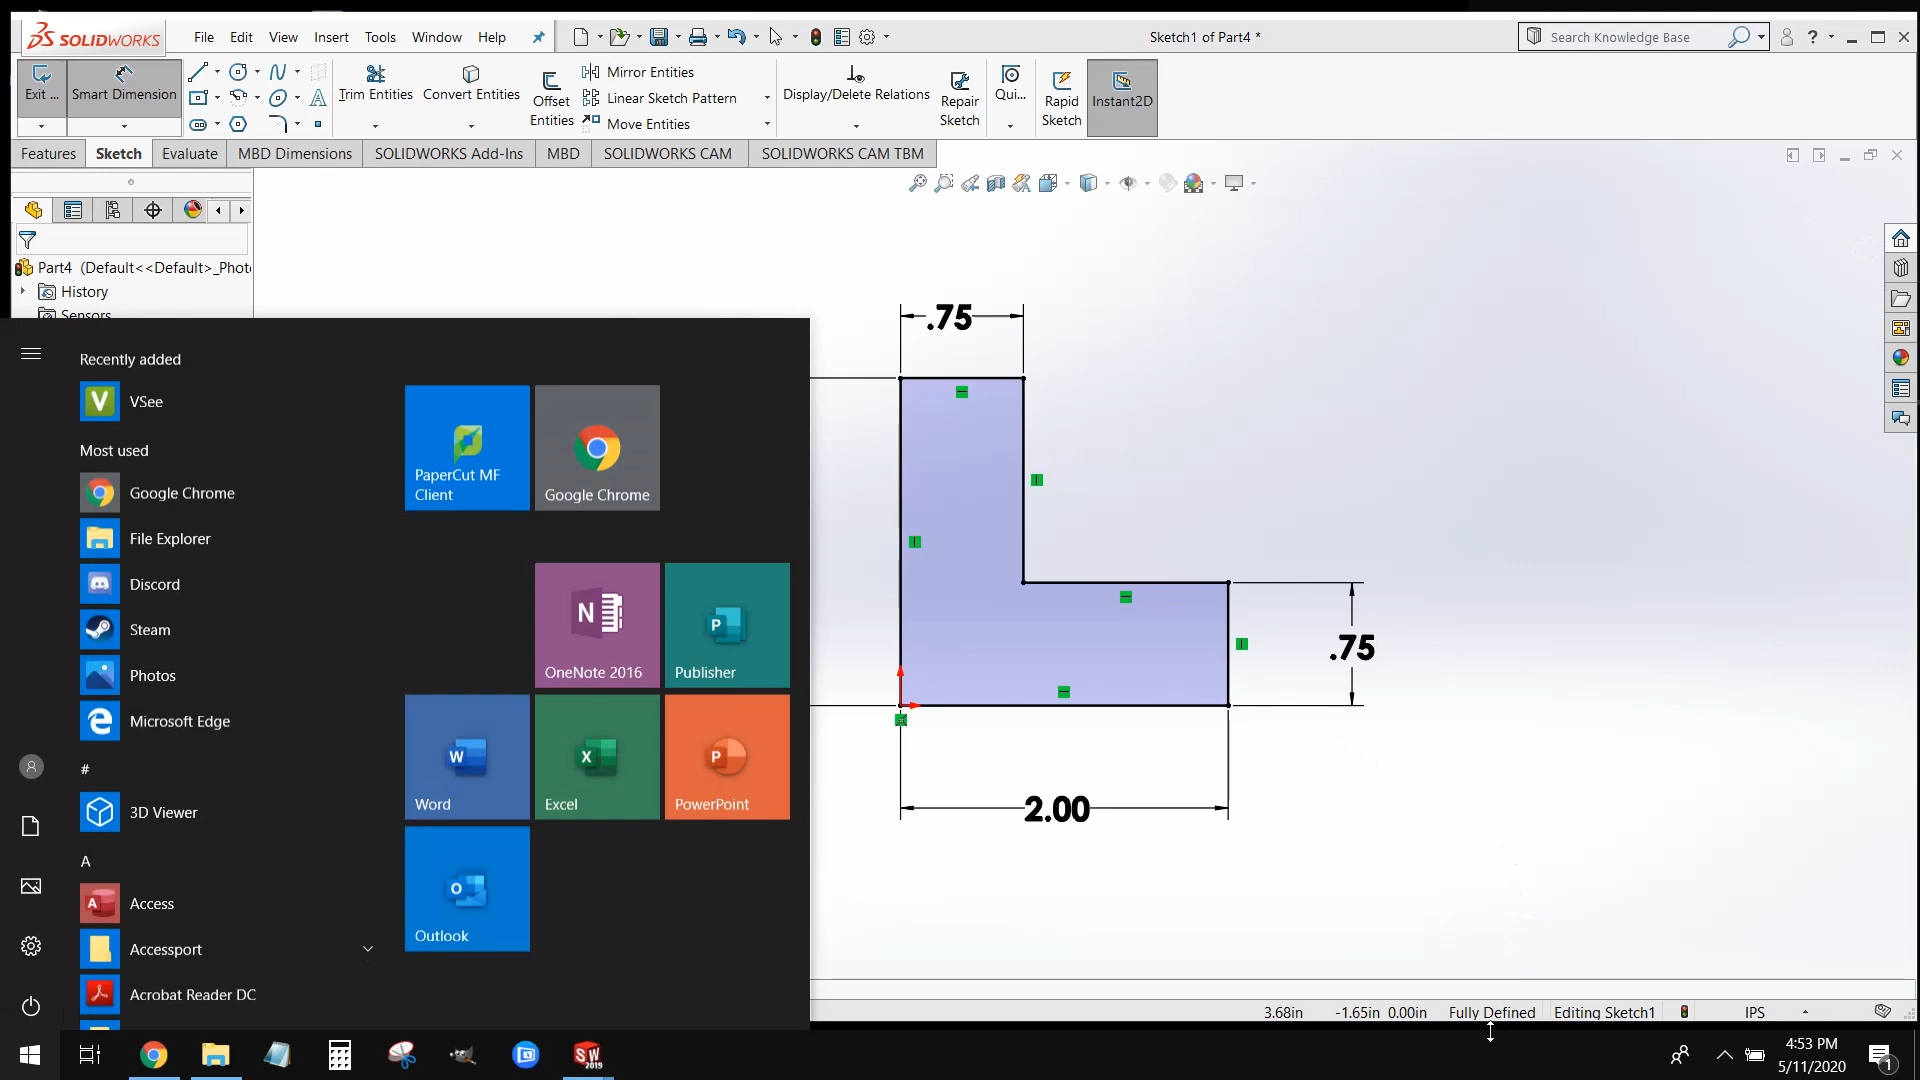 SOLIDWORKS
File Edit View Insert Tools Window Help
Sketch1 of Part4 *
Search Knowledge Base
?
Exit ...
Smart Dimension
Trim Entities
Convert Entities
Offset Entities
Mirror Entities
Linear Sketch Pattern
Move Entities
Display/Delete Relations
Repair Sketch
Qui...
Rapid Sketch
Instant2D
Features Sketch Evaluate MBD Dimensions SOLIDWORKS Add-Ins MBD SOLIDWORKS CAM SOLIDWORKS CAM TBM
Part4 (Default<<Default>_Phot
History
Sensors
Recently added
VSee
Most used
Google Chrome
File Explorer
Discord
Steam
Photos
Microsoft Edge
#
3D Viewer
A
Access
Accessport
Acrobat Reader DC
PaperCut MF Client
Google Chrome
OneNote 2016
Publisher
Word
Excel
PowerPoint
Outlook
.75
.75
2.00
3.68in -1.65in 0.00in Fully Defined Editing Sketch1 IPS
SW 2019
4:53 PM
5/11/2020
1